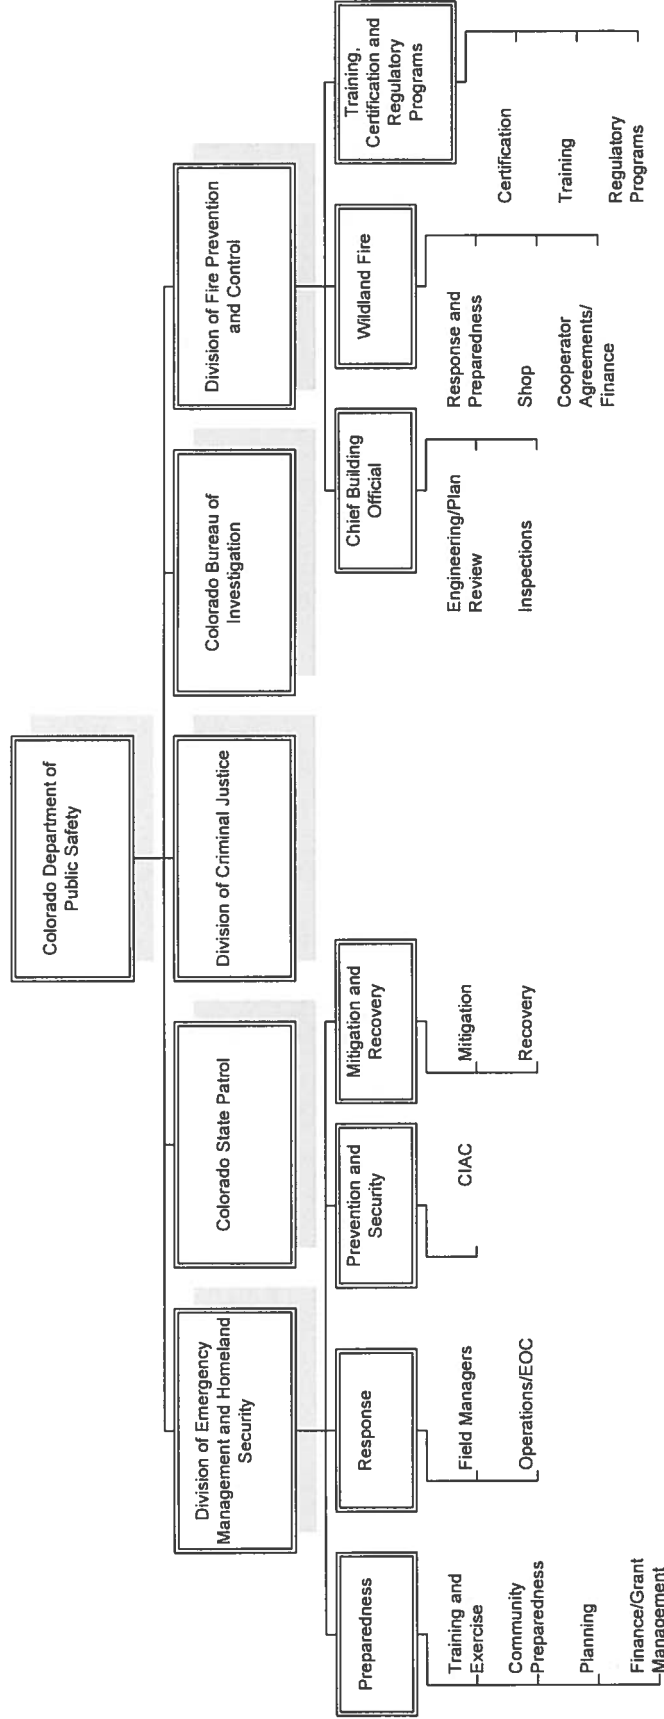 Colorado Department of
Public Safety
Division of Emergency
Management and Homeland
Security
Colorado State Patrol
Division of Criminal Justice
Colorado Bureau of
Investigation
Division of Fire Prevention
and Control
Preparedness
Response
Prevention and
Security
Mitigation and
Recovery
Chief Building
Official
Wildland Fire
Training,
Certification and
Regulatory
Programs
Training and
Exercise
Community
Preparedness
Planning
Finance/Grant
Management
Field Managers
Operations/EOC
CIAC
Mitigation
Recovery
Engineering/Plan
Review
Inspections
Response and
Preparedness
Shop
Cooperator
Agreements/
Finance
Certification
Training
Regulatory
Programs